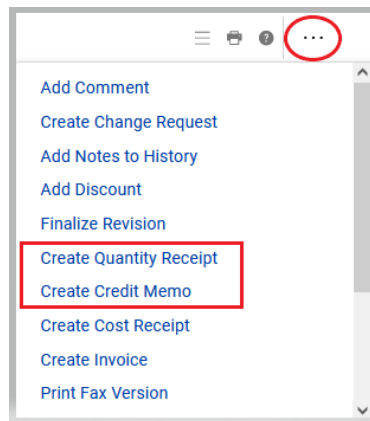 Add Comment
Create Change Request
Add Notes to History
Add Discount
Finalize Revision
Create Quantity Receipt
Create Credit Memo
Create Cost Receipt
Create Invoice
Print Fax Version